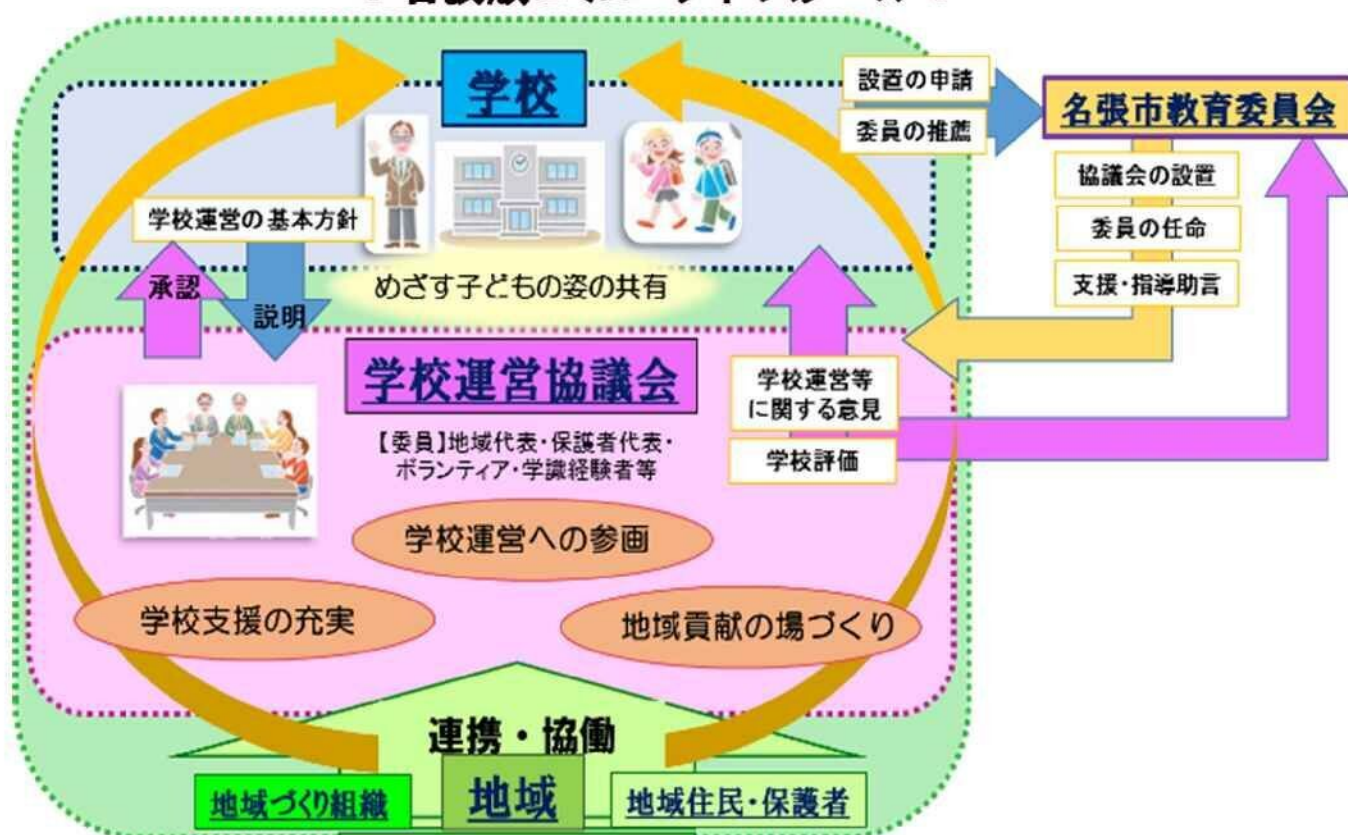 学校
設置の申請
委員の推薦
名張市教育委員会
協議会の設置
委員の任命
支援・指導助言
学校運営の基本方針
承認
説明
めざす子どもの姿の共有
学校運営協議会
【委員】地域代表・保護者代表・
ボランティア・学識経験者等
学校運営等
に関する意見
学校評価
学校運営への参画
学校支援の充実
地域貢献の場づくり
連携・協働
地域づくり組織
地域
地域住民・保護者